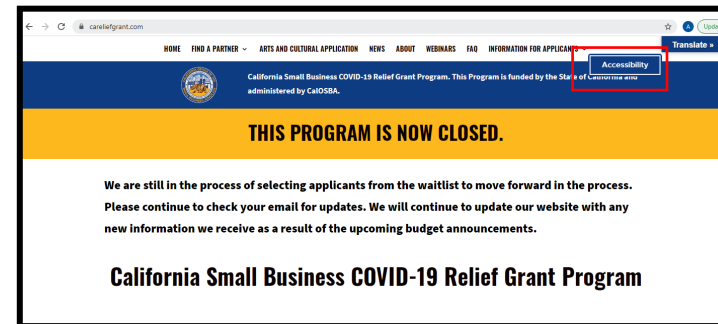 careliefgrant.com
A
Upda
HOME FIND A PARTNER ARTS AND CULTURAL APPLICATION NEWS ABOUT WEBINARS FAQ INFORMATION FOR APPLICANTS
Translate »
Accessibility
California Small Business COVID-19 Relief Grant Program. This Program is funded by the State of California and
administered by CalOSBA.
THIS PROGRAM IS NOW CLOSED.
We are still in the process of selecting applicants from the waitlist to move forward in the process.
Please continue to check your email for updates. We will continue to update our website with any
new information we receive as a result of the upcoming budget announcements.
California Small Business COVID-19 Relief Grant Program